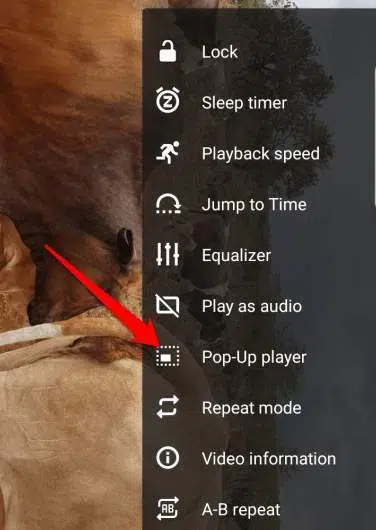 Lock
Sleep timer
Playback speed
Jump to Time
Equalizer
Play as audio
Pop-Up player
Repeat mode
Video information
A-B repeat